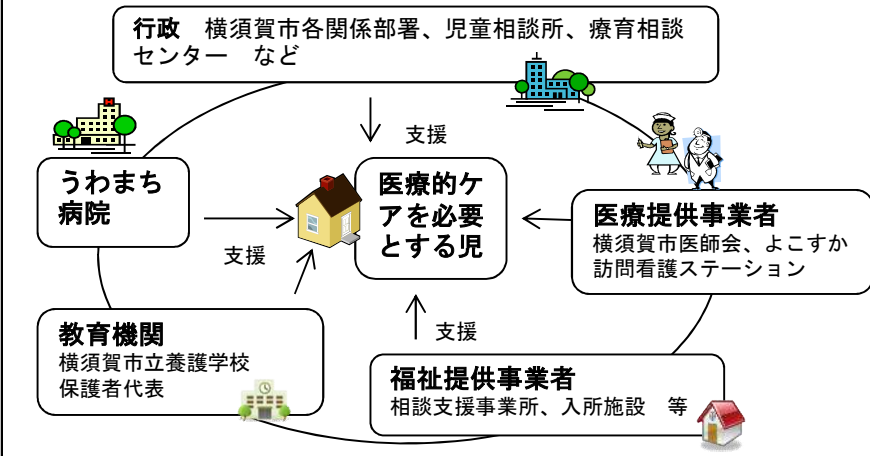 行政　横須賀市各関係部署、児童相談所、療育相談
センター　など
支援
うわまち
病院
医療的ケ
アを必要
とする児
医療提供事業者
横須賀市医師会、よこすか
訪問看護ステーション
支援
教育機関
横須賀市立養護学校
保護者代表
支援
福祉提供事業者
相談支援事業所、入所施設　等